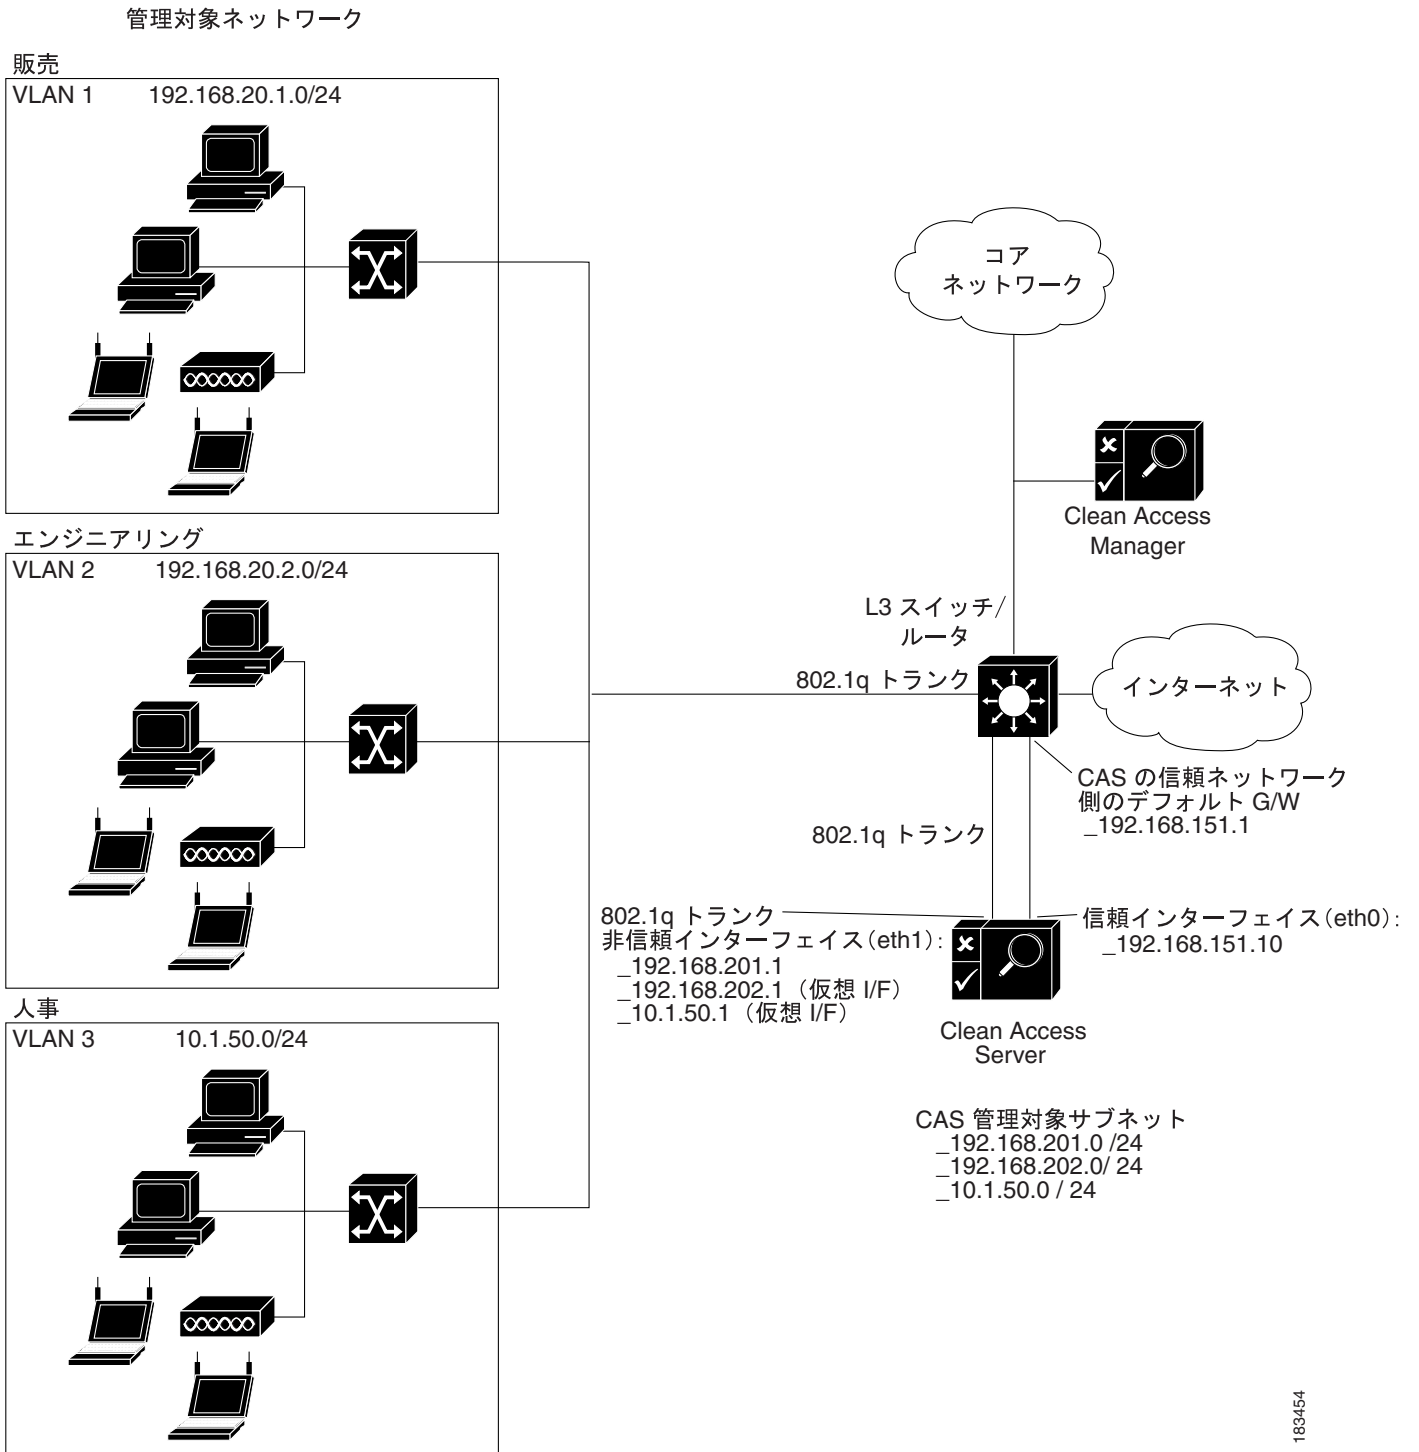 管理対象ネットワーク
販売
VLAN 1 192.168.20.1.0/24
エンジニアリング
VLAN 2 192.168.20.2.0/24
人事
VLAN 3 10.1.50.0/24
コア
ネットワーク
Clean Access
Manager
L3 スイッチ/
ルータ
802.1q トランク
インターネット
CAS の信頼ネットワーク
側のデフォルト G/W
_192.168.151.1
802.1q トランク
802.1q トランク
非信頼インターフェイス(eth1):
_192.168.201.1
_192.168.202.1(仮想 I/F)
_10.1.50.1(仮想 I/F)
信頼インターフェイス(eth0):
_192.168.151.10
Clean Access
Server
CAS 管理対象サブネット
_192.168.201.0 /24
_192.168.202.0/ 24
_10.1.50.0 / 24
183454